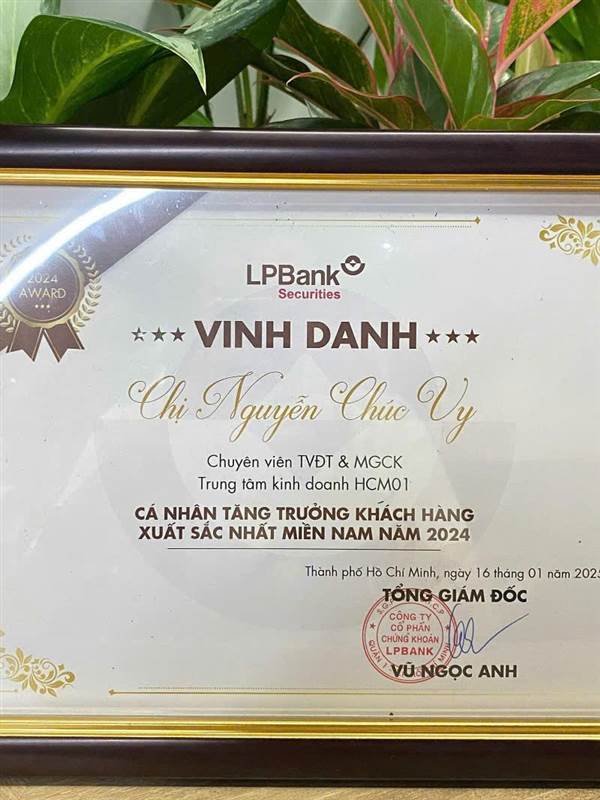 2024
AWARD
LPBank
Securities
VINH DANH
Chị Nguyễn Chúc Vy
Chuyên viên TVĐT & MGCK
Trung tâm kinh doanh HCM01
CÁ NHÂN TĂNG TRƯỞNG KHÁCH HÀNG
XUẤT SẮC NHẤT MIỀN NAM NĂM 2024
Thành phố Hồ Chí Minh, ngày 16 tháng 01 năm 2025
TỔNG GIÁM ĐỐC
CÔNG TY
CỔ PHẦN
CHỨNG KHOÁN
LPBANK
QUẬN 1
VŨ NGỌC ANH